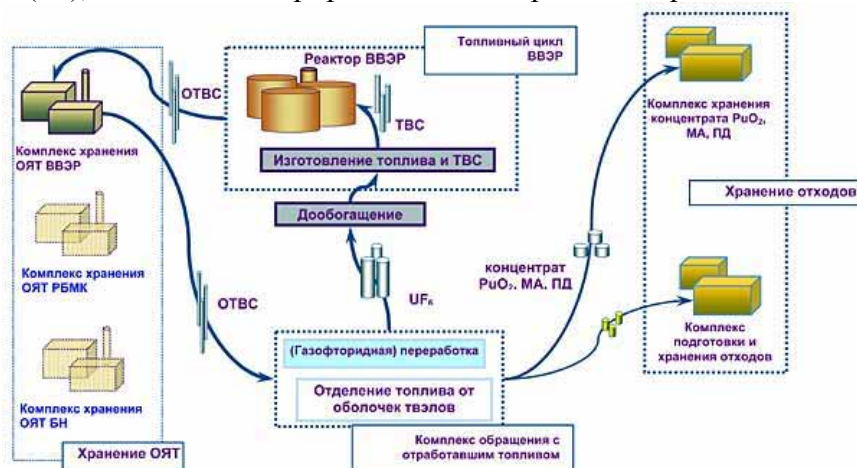 Топливный цикл
ВВЭР
Реактор ВВЭР
ОТВС
ТВС
Изготовление топлива и ТВС
Дообогащение
Комплекс хранения
ОЯТ ВВЭР
Комплекс хранения
ОЯТ РБМК
Комплекс хранения
ОЯТ БН
Хранение ОЯТ
ОТВС
UF₆
концентрат
PuO₂, МА, ПД
(Газофторидная) переработка
Отделение топлива от
оболочек твэлов
Комплекс обращения с
отработавшим топливом
Комплекс хранения
концентрата PuO₂,
МА, ПД
Хранение отходов
Комплекс
подготовки и
хранения отходов